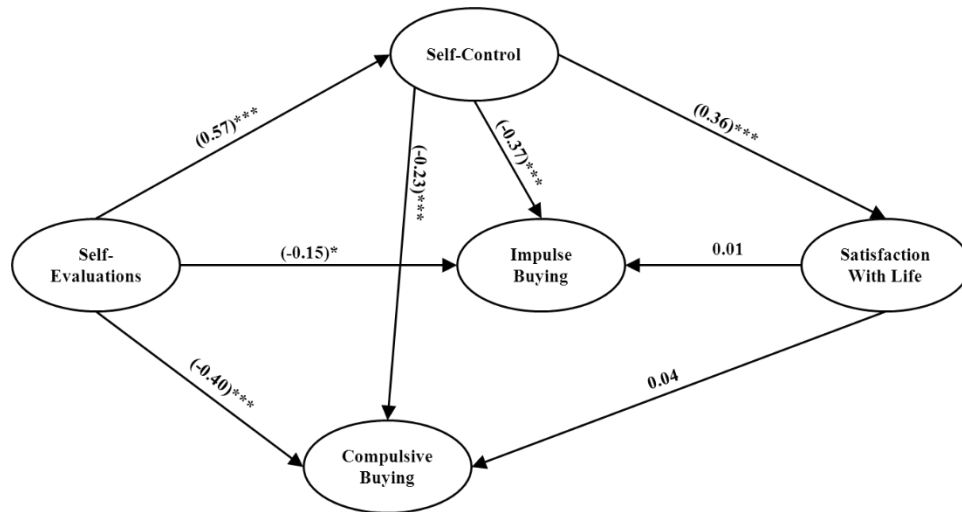 Self-Control
(0.57)***
(-0.23)***
(-0.37)***
(0.36)***
Self-
Evaluations
(-0.15)*
Impulse
Buying
0.01
Satisfaction
With Life
(-0.40)***
0.04
Compulsive
Buying